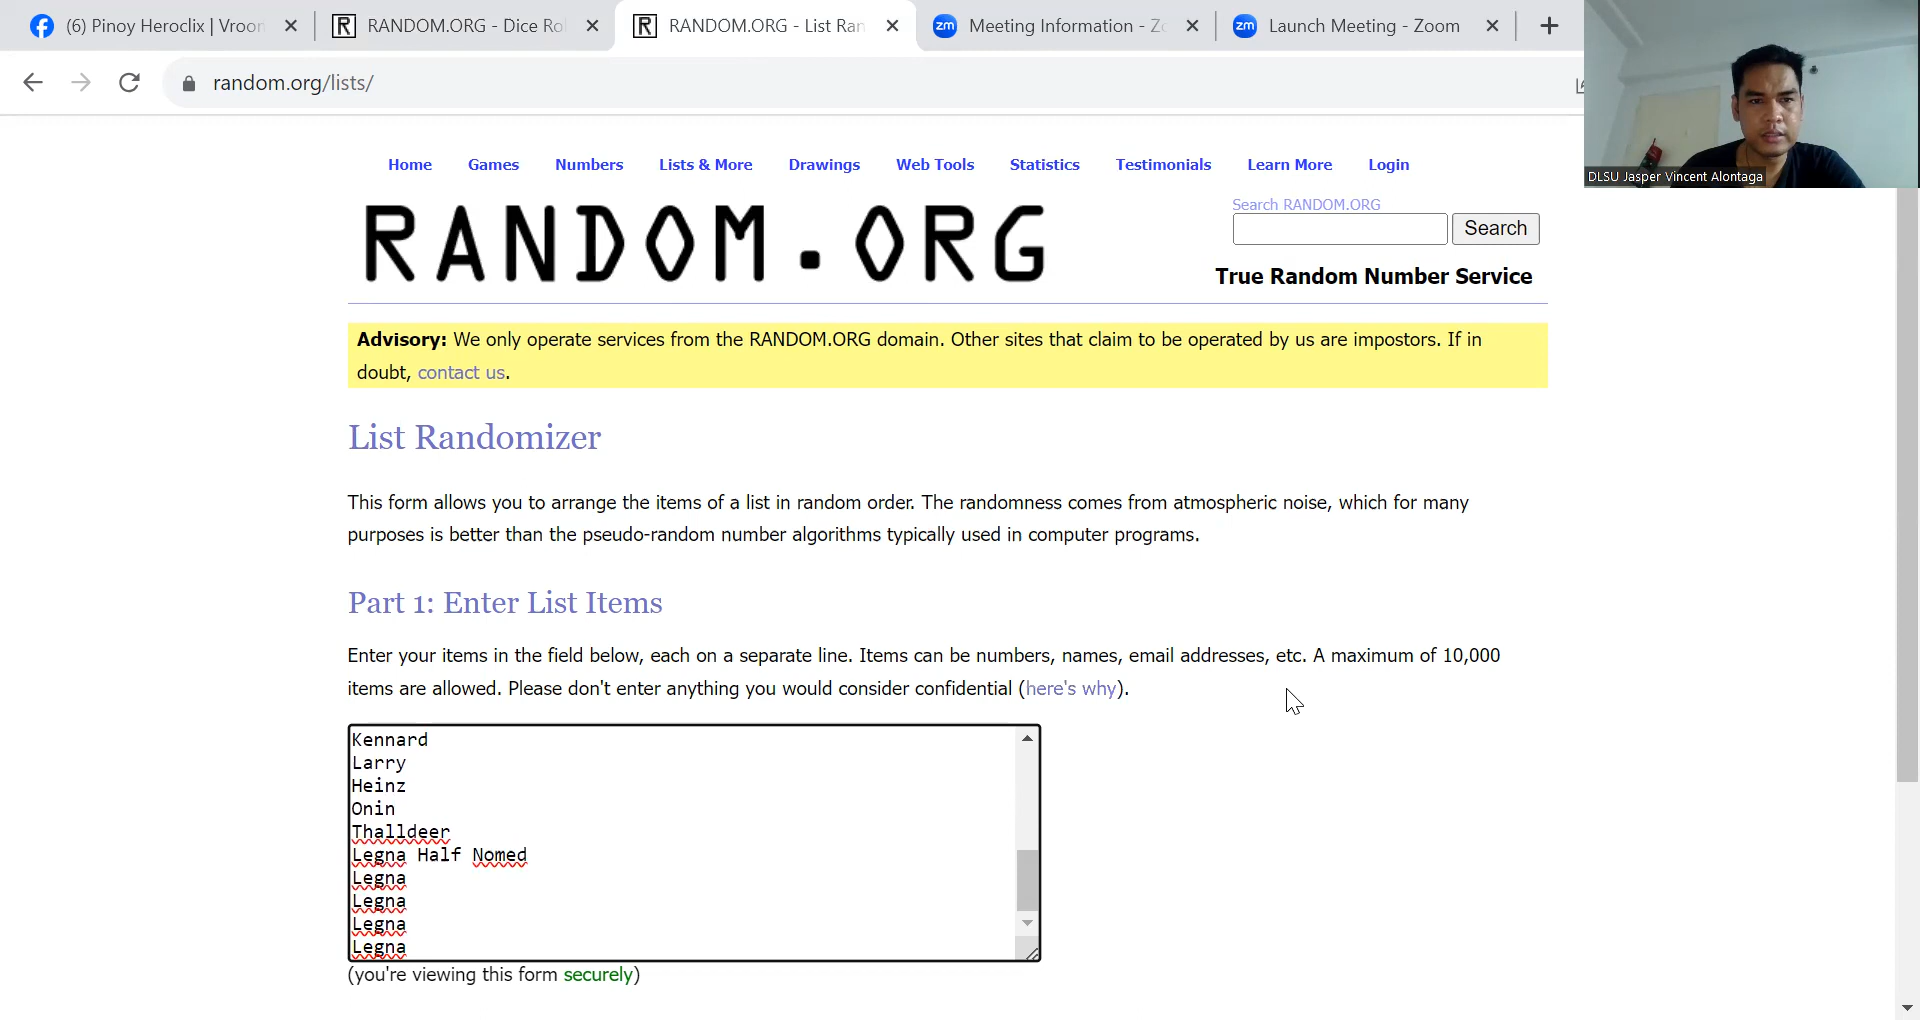 (6) Pinoy Heroclix | Vroon
RANDOM.ORG - Dice Rol
RANDOM.ORG - List Ran
Meeting Information - Zo
Launch Meeting - Zoom
random.org/lists/
DLSU Jasper Vincent Alontaga
Home Games Numbers Lists & More Drawings Web Tools Statistics Testimonials Learn More Login
RANDOM.ORG
Search RANDOM.ORG
Search
True Random Number Service
Advisory: We only operate services from the RANDOM.ORG domain. Other sites that claim to be operated by us are impostors. If in
doubt, contact us.
List Randomizer
This form allows you to arrange the items of a list in random order. The randomness comes from atmospheric noise, which for many
purposes is better than the pseudo-random number algorithms typically used in computer programs.
Part 1: Enter List Items
Enter your items in the field below, each on a separate line. Items can be numbers, names, email addresses, etc. A maximum of 10,000
items are allowed. Please don't enter anything you would consider confidential (here's why).
Kennard
Larry
Heinz
Onin
Thalldeer
Legna Half Nomed
Legna
Legna
Legna
Legna
(you're viewing this form securely)